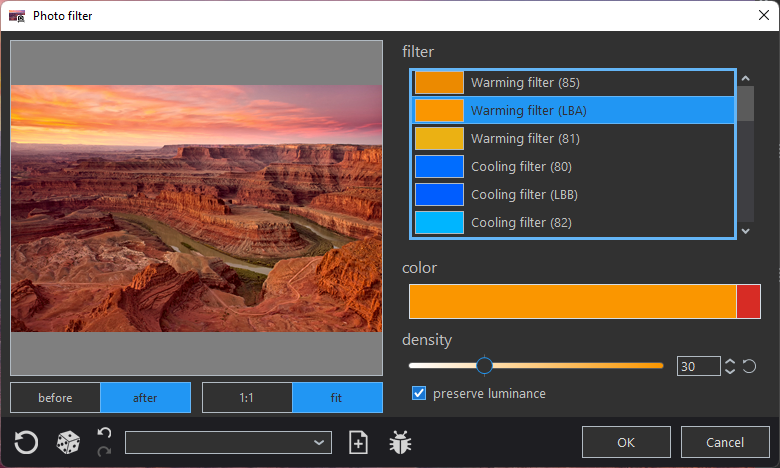 Photo filter
filter
Warming filter (85)
Warming filter (LBA)
Warming filter (81)
Cooling filter (80)
Cooling filter (LBB)
Cooling filter (82)
color
density
30
preserve luminance
before after 1:1 fit
OK Cancel